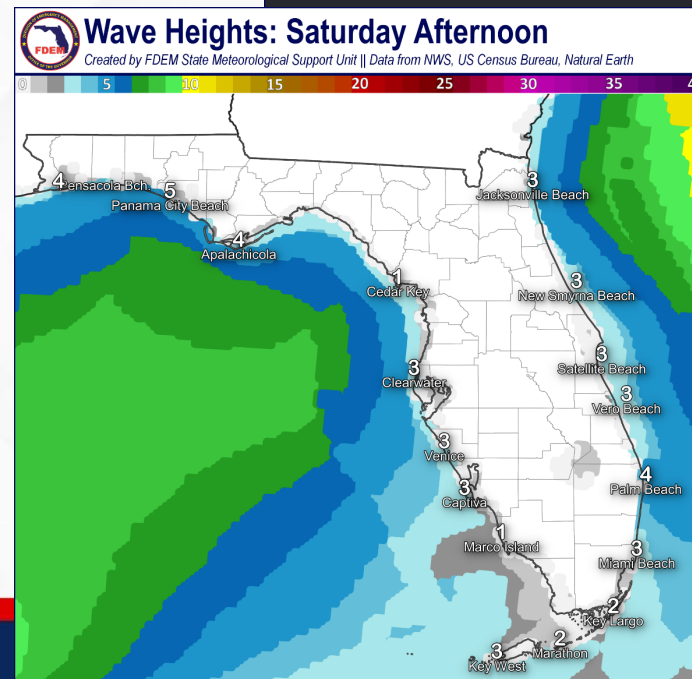 Wave Heights: Saturday Afternoon
FDEM
Created by FDEM State Meteorological Support Unit || Data from NWS, US Census Bureau, Natural Earth
0 5 10 15 20 25 30 35 4
4
Pensacola Bch.
5
Panama City Beach
4
Apalachicola
3
Jacksonville Beach
1
Cedar Key
3
New Smyrna Beach
3
Clearwater
3
Satellite Beach
3
Vero Beach
3
Venice
3
Captiva
4
Palm Beach
1
Marco Island
3
Miami Beach
2
Key Largo
2
Marathon
3
Key West